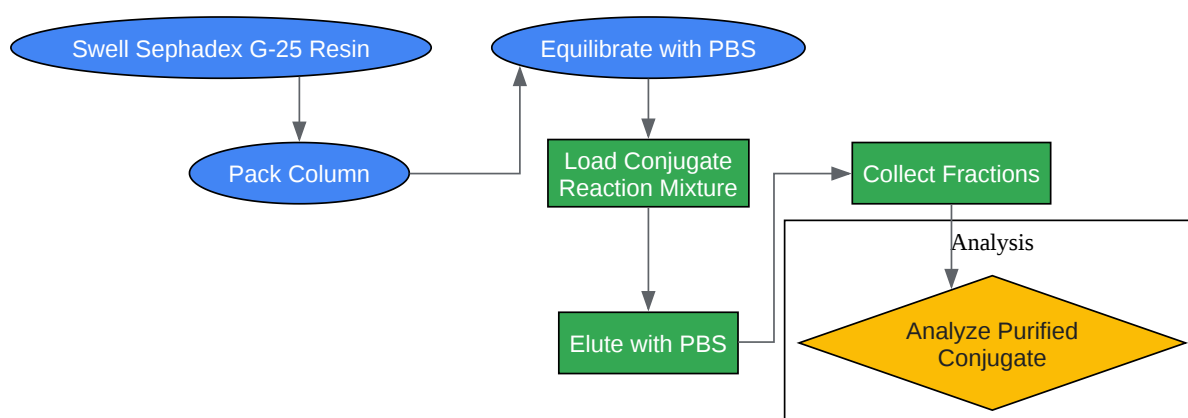 Swell Sephadex G-25 Resin
Pack Column
Equilibrate with PBS
Load Conjugate
Reaction Mixture
Elute with PBS
Collect Fractions
Analysis
Analyze Purified
Conjugate